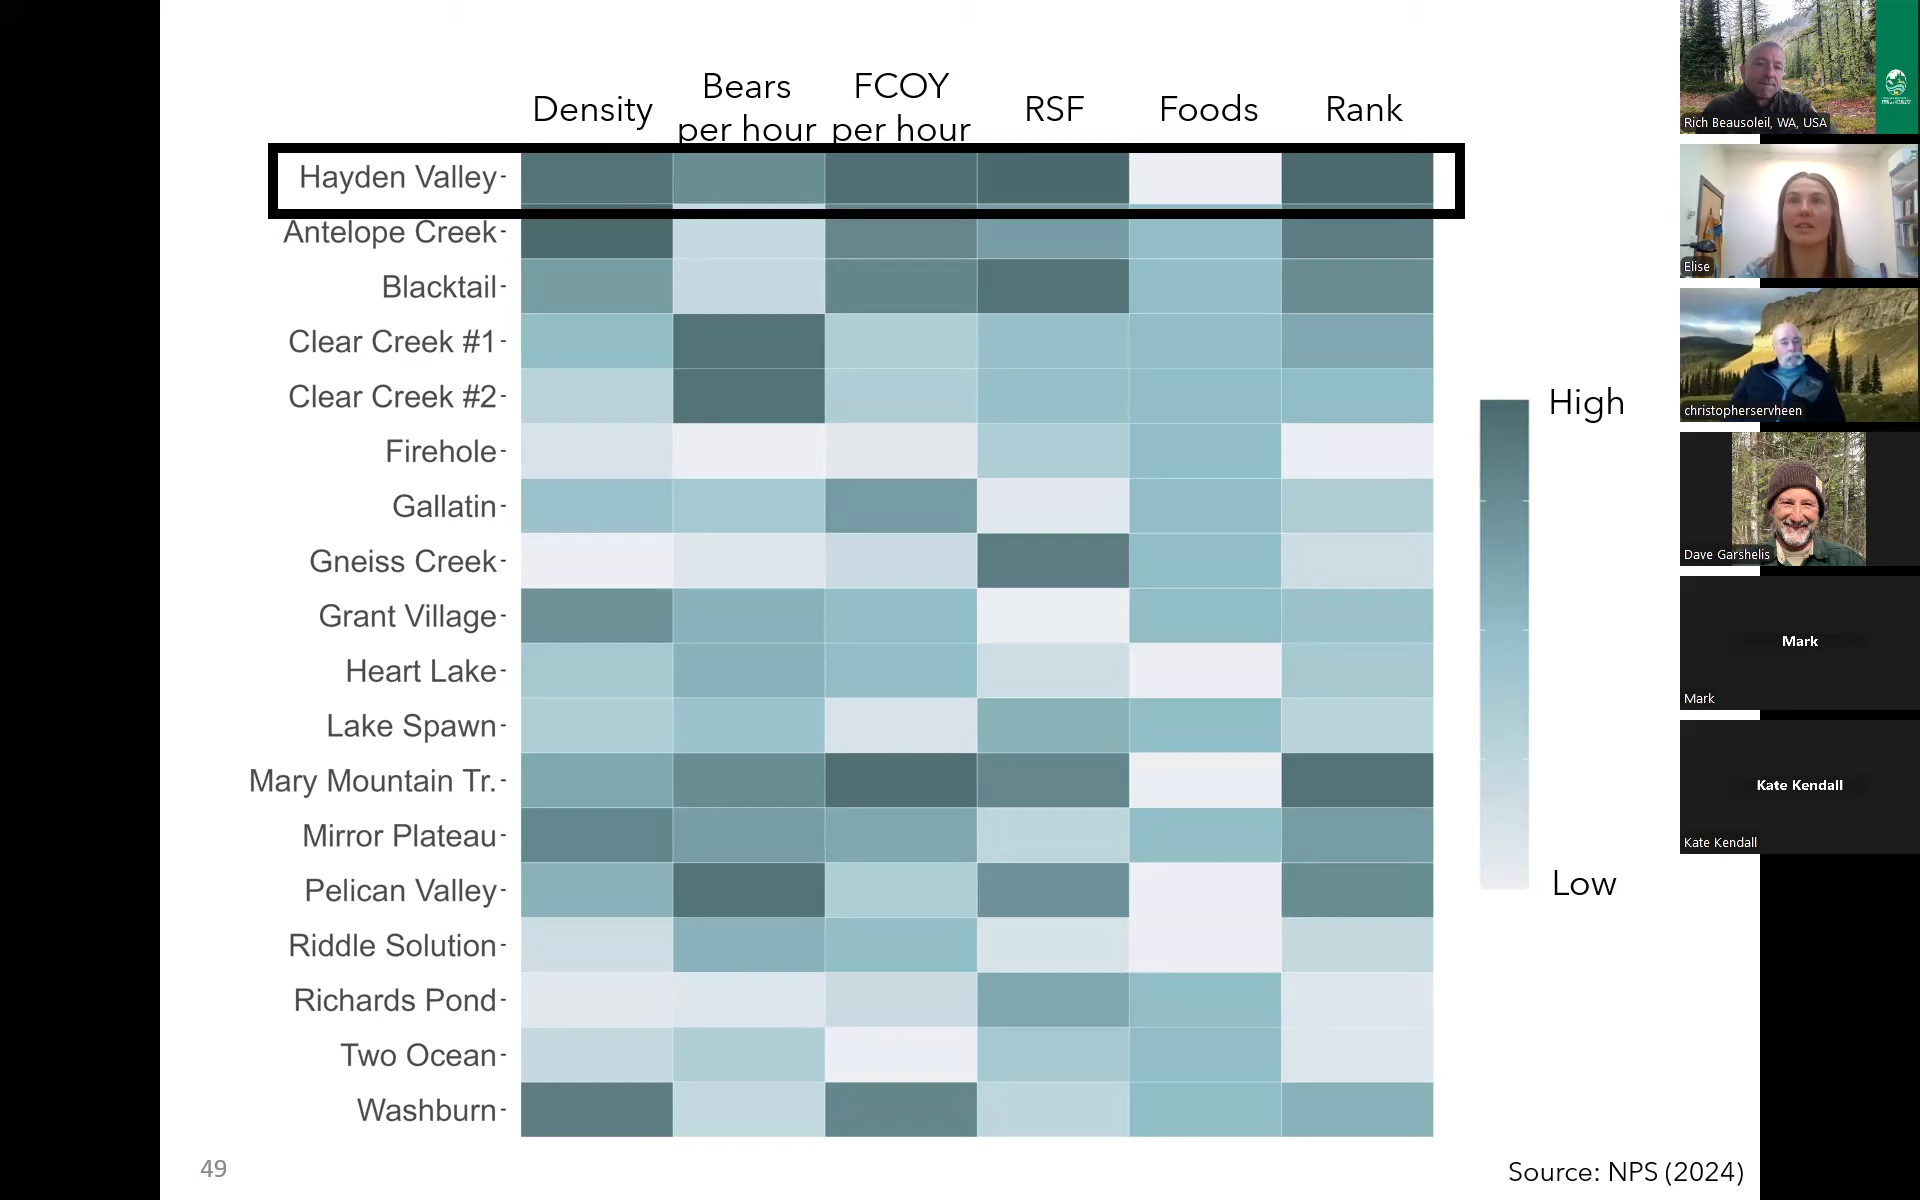 Density
Bears
per hour
FCOY
per hour
RSF
Foods
Rank
Hayden Valley
Antelope Creek
Blacktail
Clear Creek #1
Clear Creek #2
Firehole
Gallatin
Gneiss Creek
Grant Village
Heart Lake
Lake Spawn
Mary Mountain Tr.
Mirror Plateau
Pelican Valley
Riddle Solution
Richards Pond
Two Ocean
Washburn
High
Low
49
Source: NPS (2024)
Rich Beausoleil, WA, USA
Elise
christopherservheen
Dave Garshelis
Mark
Mark
Kate Kendall
Kate Kendall